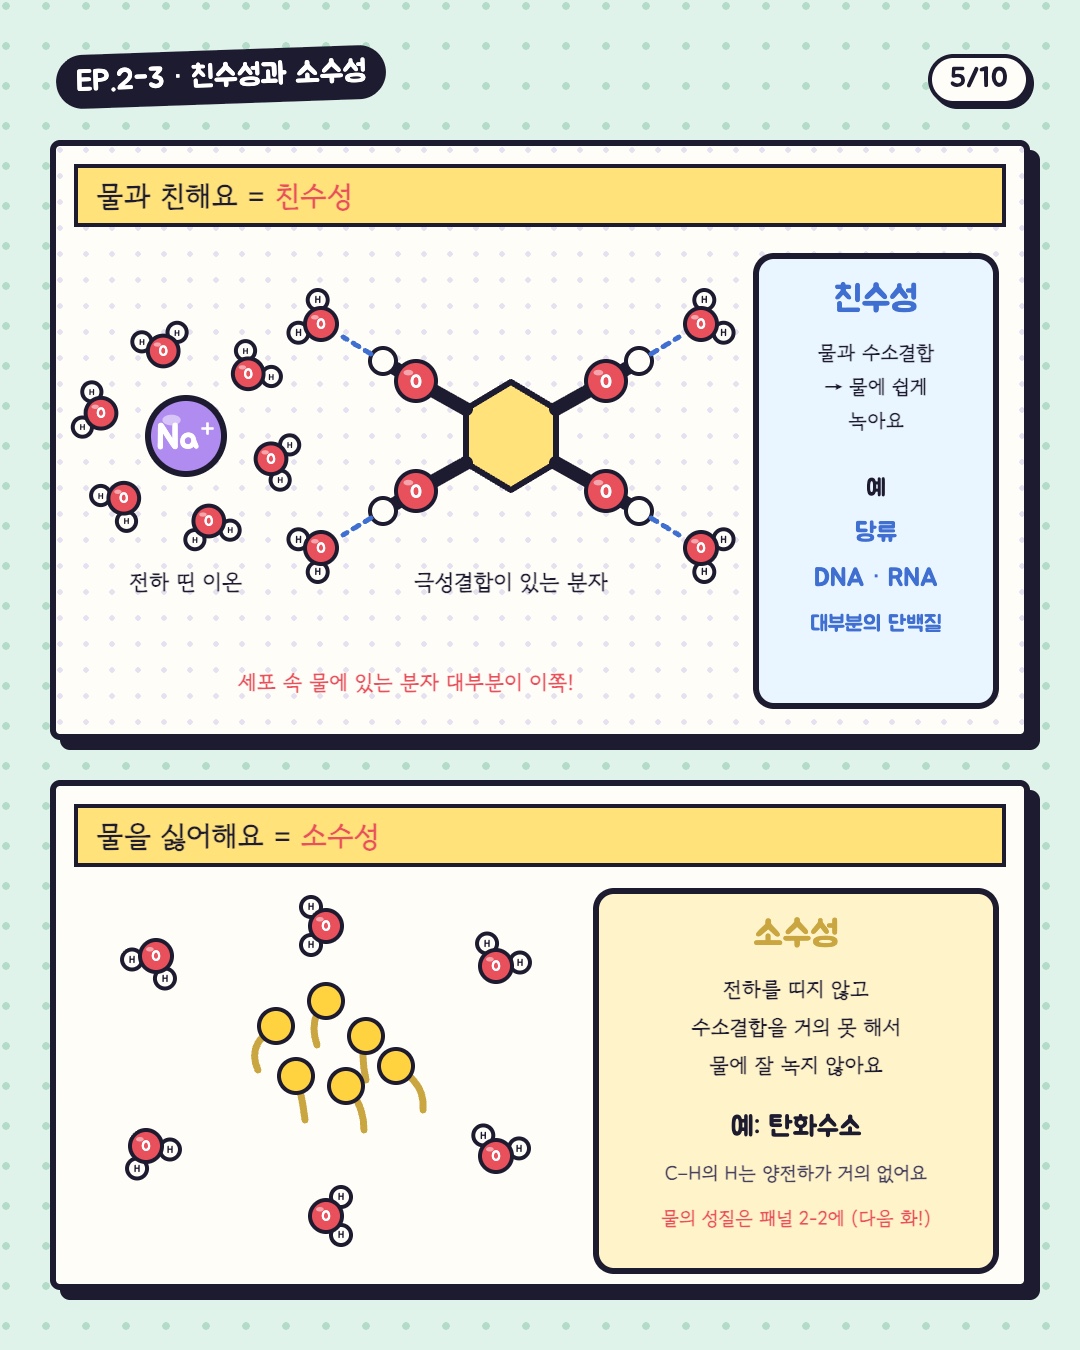 EP.2-3 · 친수성과 소수성
5/10
물과 친해요 = 친수성
H
H
O
H
H
O
H
H
O
H
H
O
H
O
H
Na⁺
O
H
H
O
H
H
H
O
H
O
H
H
O
O
O
O
H
O
H
H
O
H
H
O
H
전하 띤 이온
극성결합이 있는 분자
세포 속 물에 있는 분자 대부분이 이쪽!
친수성
물과 수소결합
→ 물에 쉽게
녹아요
예
당류
DNA · RNA
대부분의 단백질
물을 싫어해요 = 소수성
H
O
H
H
O
H
H
O
H
O
H
H
H
O
H
H
O
H
소수성
전하를 띠지 않고
수소결합을 거의 못 해서
물에 잘 녹지 않아요
예: 탄화수소
C-H의 H는 양전하가 거의 없어요
물의 성질은 패널 2-2에 (다음 화!)